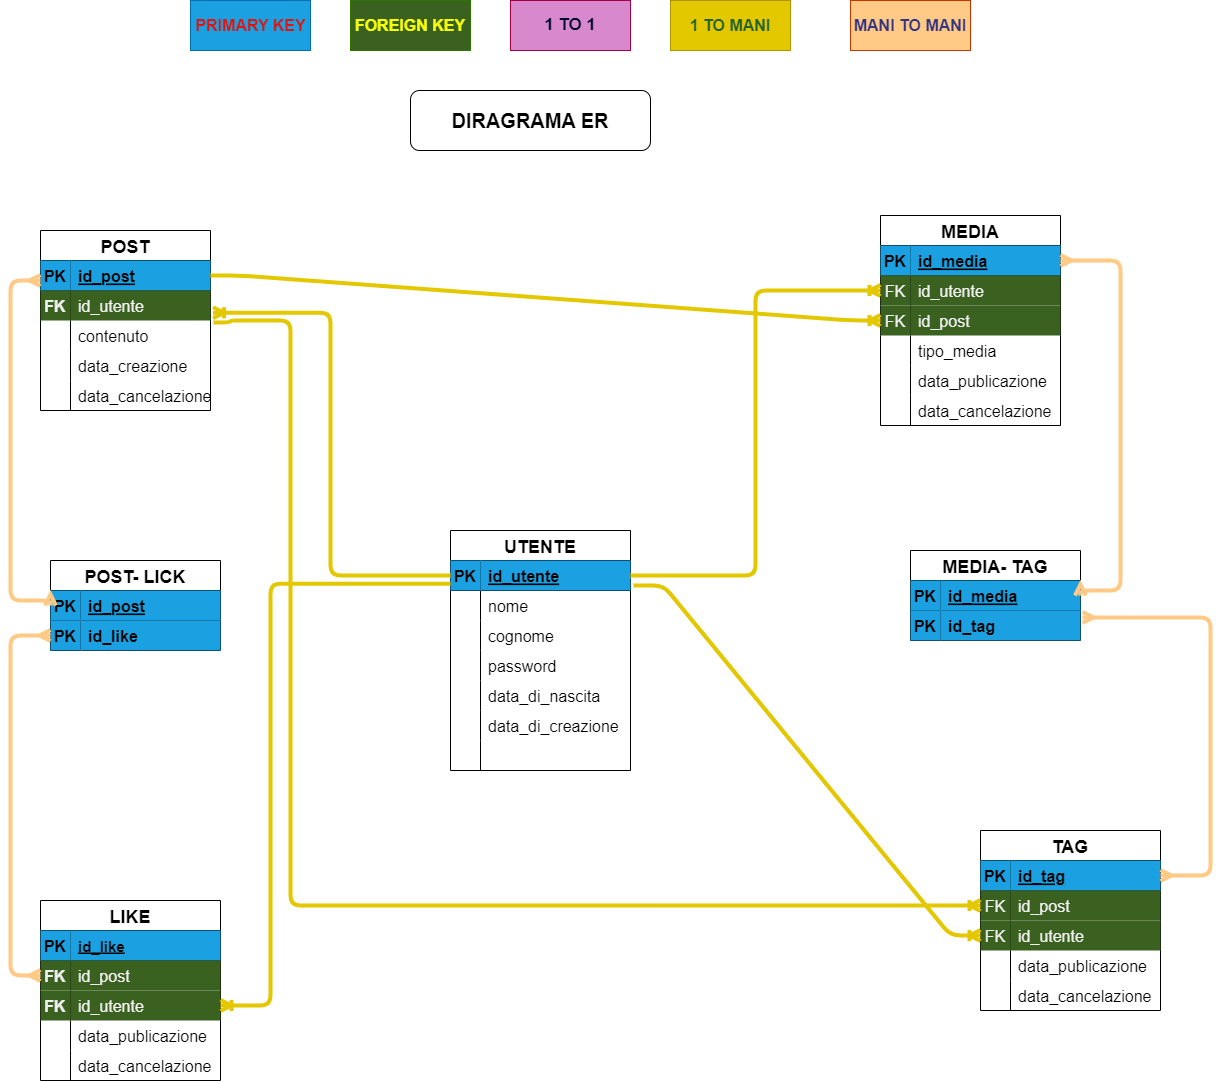 PRIMARY KEY
FOREIGN KEY
1 TO 1
1 TO MANI
MANI TO MANI
DIRAGRAMA ER
POST
PK id_post
FK id_utente
contenuto
data_creazione
data_cancelazione
MEDIA
PK id_media
FK id_utente
FK id_post
tipo_media
data_publicazione
data_cancelazione
POST- LICK
PK id_post
PK id_like
UTENTE
PK id_utente
nome
cognome
password
data_di_nascita
data_di_creazione
MEDIA- TAG
PK id_media
PK id_tag
LIKE
PK id_like
FK id_post
FK id_utente
data_publicazione
data_cancelazione
TAG
PK id_tag
FK id_post
FK id_utente
data_publicazione
data_cancelazione